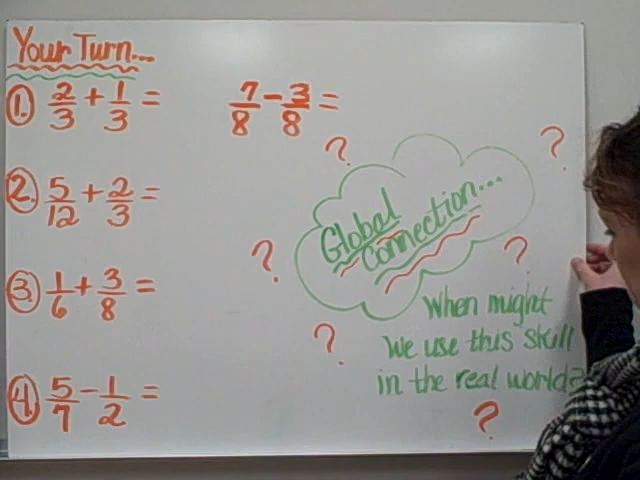 Your Turn...
1. 2/3 + 1/3 =
7/8 - 3/8 =
2. 5/12 + 2/3 =
3. 1/6 + 3/8 =
4. 5/7 - 1/2 =
? ? ? ? ? ?
Global
Connection...
When might
We use this skill
in the real world?